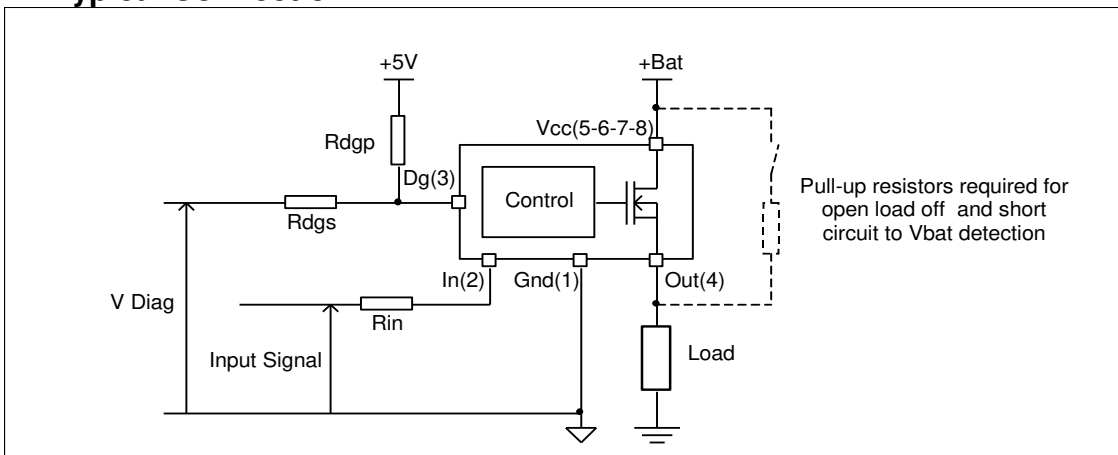 +5V
+Bat
Rdgp
Vcc(5-6-7-8)
Dg(3)
Control
Rdgs
Pull-up resistors required for
open load off and short
circuit to Vbat detection
In(2)
Gnd(1)
Out(4)
V Diag
Rin
Input Signal
Load